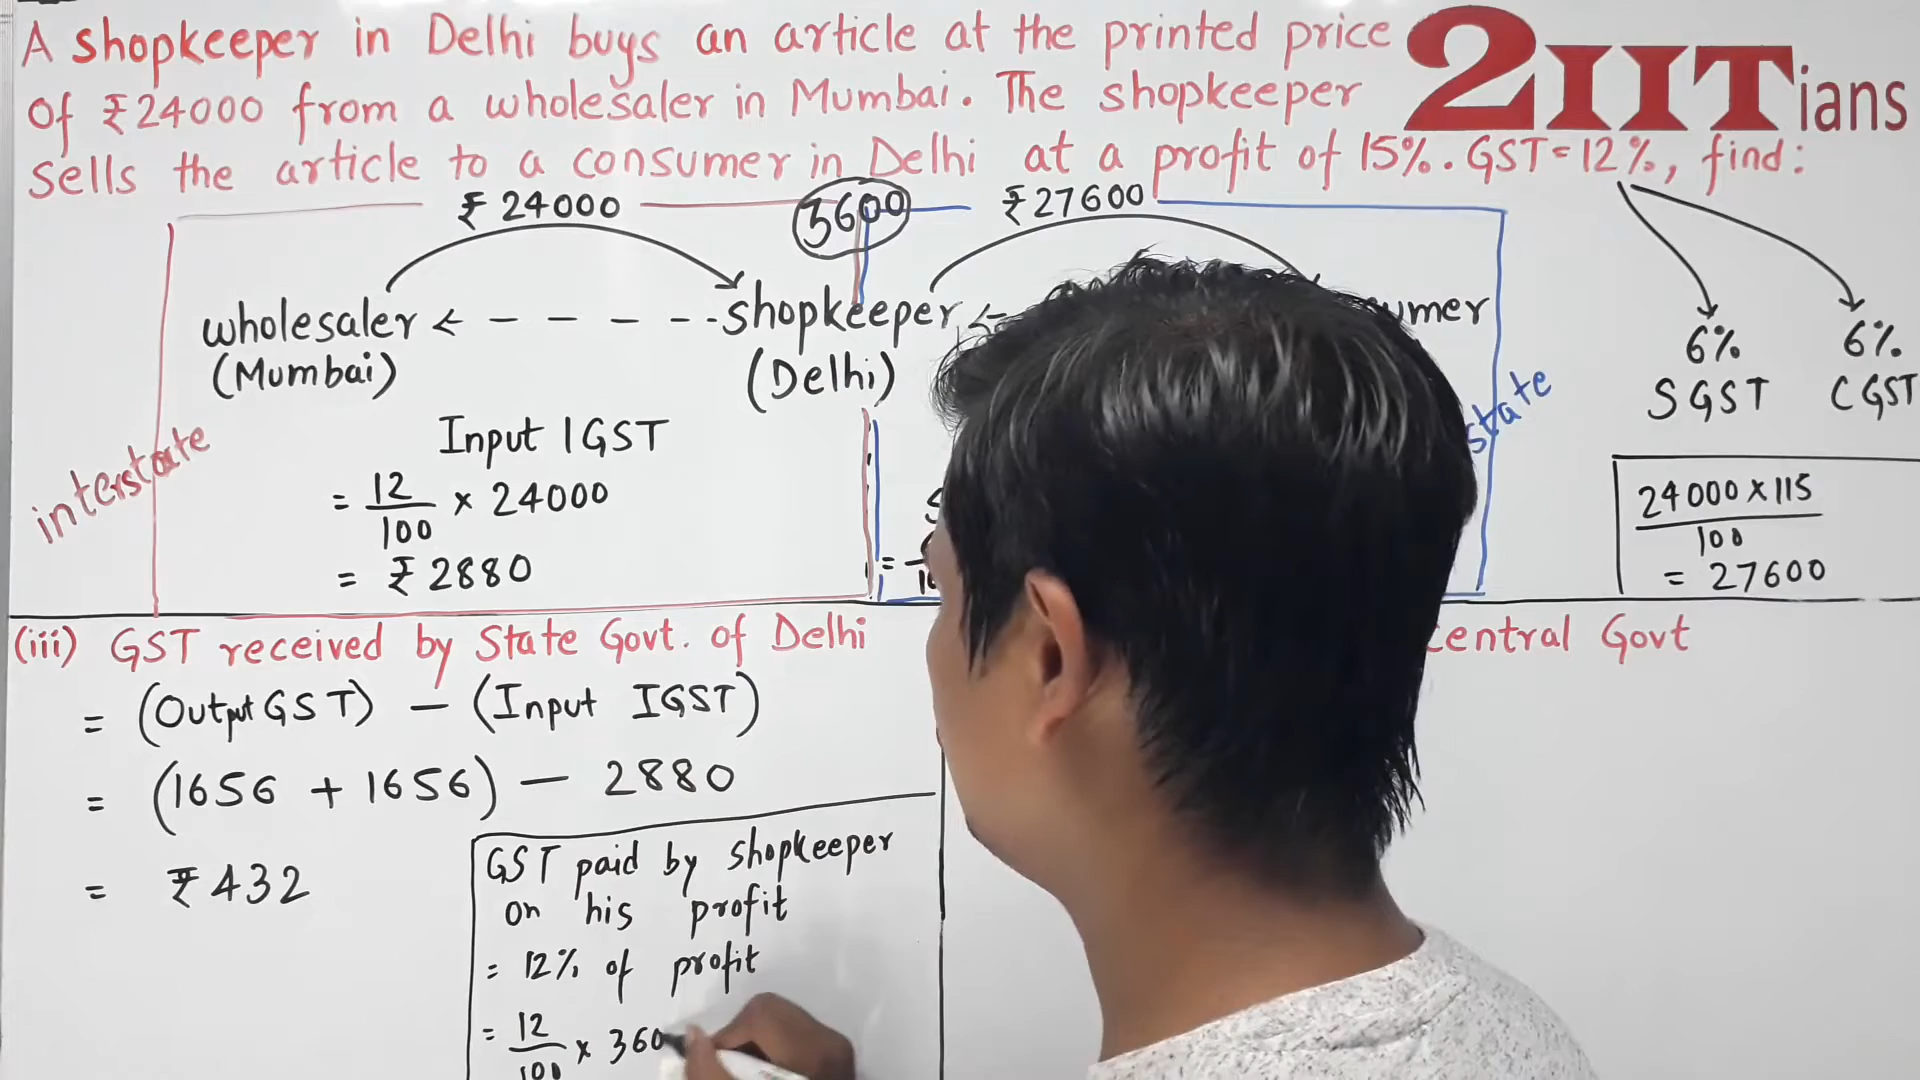 A shopkeeper in Delhi buys an article at the printed price
of ₹24000 from a wholesaler in Mumbai. The shopkeeper
sells the article to a consumer in Delhi at a profit of 15%. GST = 12%, find:
2IITians
₹ 24000
3600
₹27600
wholesaler ← - - - - - shopkeeper ←
(Mumbai)
(Delhi)
6%
SGST
6%
CGST
interstate
state
Input IGST
= 12/100 × 24000
= ₹ 2880
24000 × 115
100
= 27600
(iii) GST received by State Govt. of Delhi
Central Govt
= (Output GST) — (Input IGST)
= (1656 + 1656) — 2880
= ₹ 432
GST paid by shopkeeper
on his profit
= 12% of profit
= 12/100 × 360